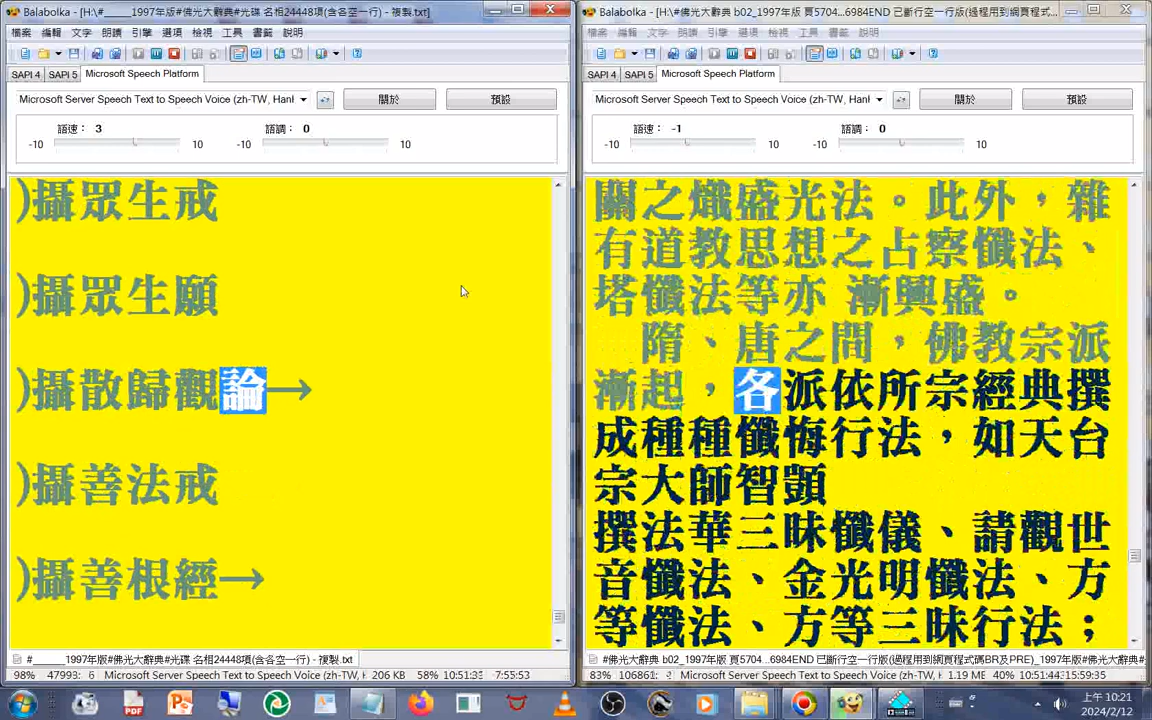 Balabolka - [H:\#_____1997年版#佛光大辭典#光碟 名相24448項(含各空一行) - 複製.txt]
檔案 編輯 文字 朗讀 引擎 選項 檢視 工具 書籤 說明
SAPI 4 SAPI 5 Microsoft Speech Platform
Microsoft Server Speech Text to Speech Voice (zh-TW, Hanl 關於 預設
語速： 3 語調： 0
-10 10 -10 10
)攝眾生戒
)攝眾生願
)攝散歸觀論→
)攝善法戒
)攝善根經→
#_____1997年版#佛光大辭典#光碟 名相24448項(含各空一行) - 複製.txt
98% 47993: 6 Microsoft Server Speech Text to Speech Voice (zh-TW, H 206 KB 58% 10:51:33 7:55:53
Balabolka - [H:\#佛光大辭典 b02_1997年版 頁5704...6984END 已斷行空一行版(過程用到網頁程式...
檔案 編輯 文字 朗讀 引擎 選項 檢視 工具 書籤 說明
SAPI 4 SAPI 5 Microsoft Speech Platform
Microsoft Server Speech Text to Speech Voice (zh-TW, Hanl 關於 預設
語速： -1 語調： 0
-10 10 -10 10
關之熾盛光法。此外，雜
有道教思想之占察懺法、
塔懺法等亦 漸興盛。
隋、唐之間，佛教宗派
漸起，各派依所宗經典撰
成種種懺悔行法，如天台
宗大師智顗
撰法華三昧懺儀、請觀世
音懺法、金光明懺法、方
等懺法、方等三昧行法；
#佛光大辭典 b02_1997年版 頁5704...6984END 已斷行空一行版(過程用到網頁程式碼BR及PRE)_1997年版#佛光大辭典#
83% 106861: Microsoft Server Speech Text to Speech Voice (zh-TW, H 1.19 MB 40% 10:51:44 15:59:35
PDF
上午 10:21
2024/2/12